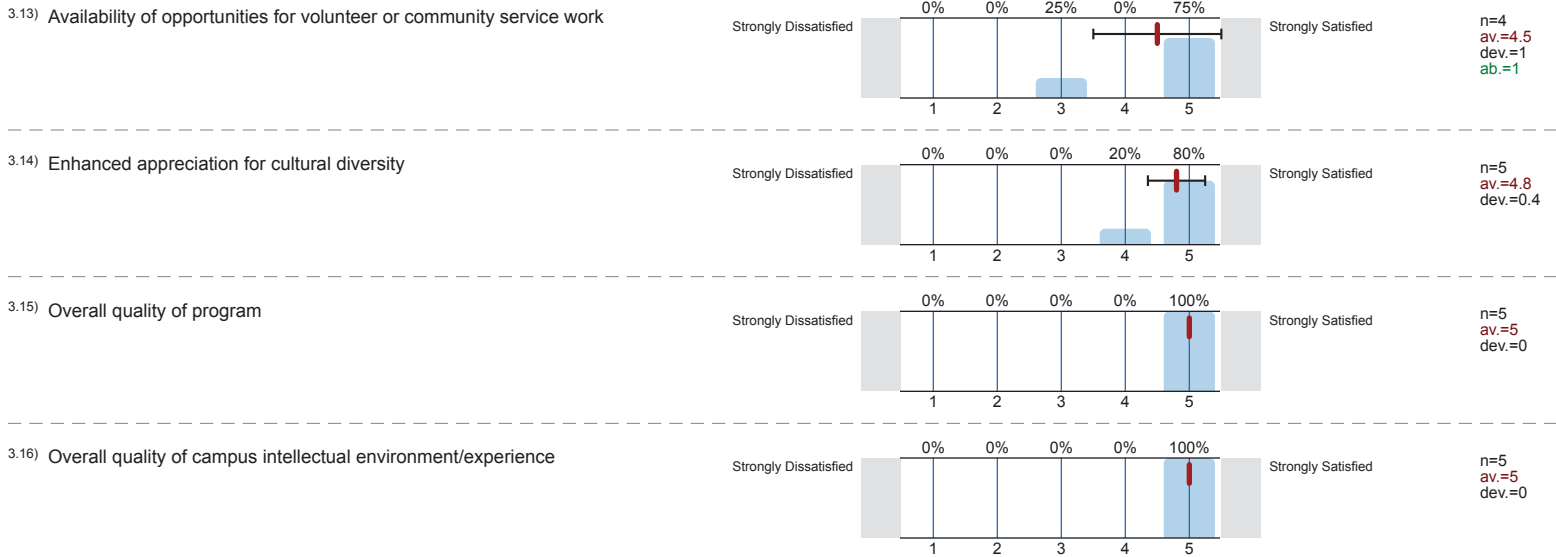 3.13) Availability of opportunities for volunteer or community service work
0% 0% 25% 0% 75%
Strongly Dissatisfied
Strongly Satisfied
n=4
av.=4.5
dev.=1
ab.=1
1 2 3 4 5
3.14) Enhanced appreciation for cultural diversity
0% 0% 0% 20% 80%
Strongly Dissatisfied
Strongly Satisfied
n=5
av.=4.8
dev.=0.4
1 2 3 4 5
3.15) Overall quality of program
0% 0% 0% 0% 100%
Strongly Dissatisfied
Strongly Satisfied
n=5
av.=5
dev.=0
1 2 3 4 5
3.16) Overall quality of campus intellectual environment/experience
0% 0% 0% 0% 100%
Strongly Dissatisfied
Strongly Satisfied
n=5
av.=5
dev.=0
1 2 3 4 5